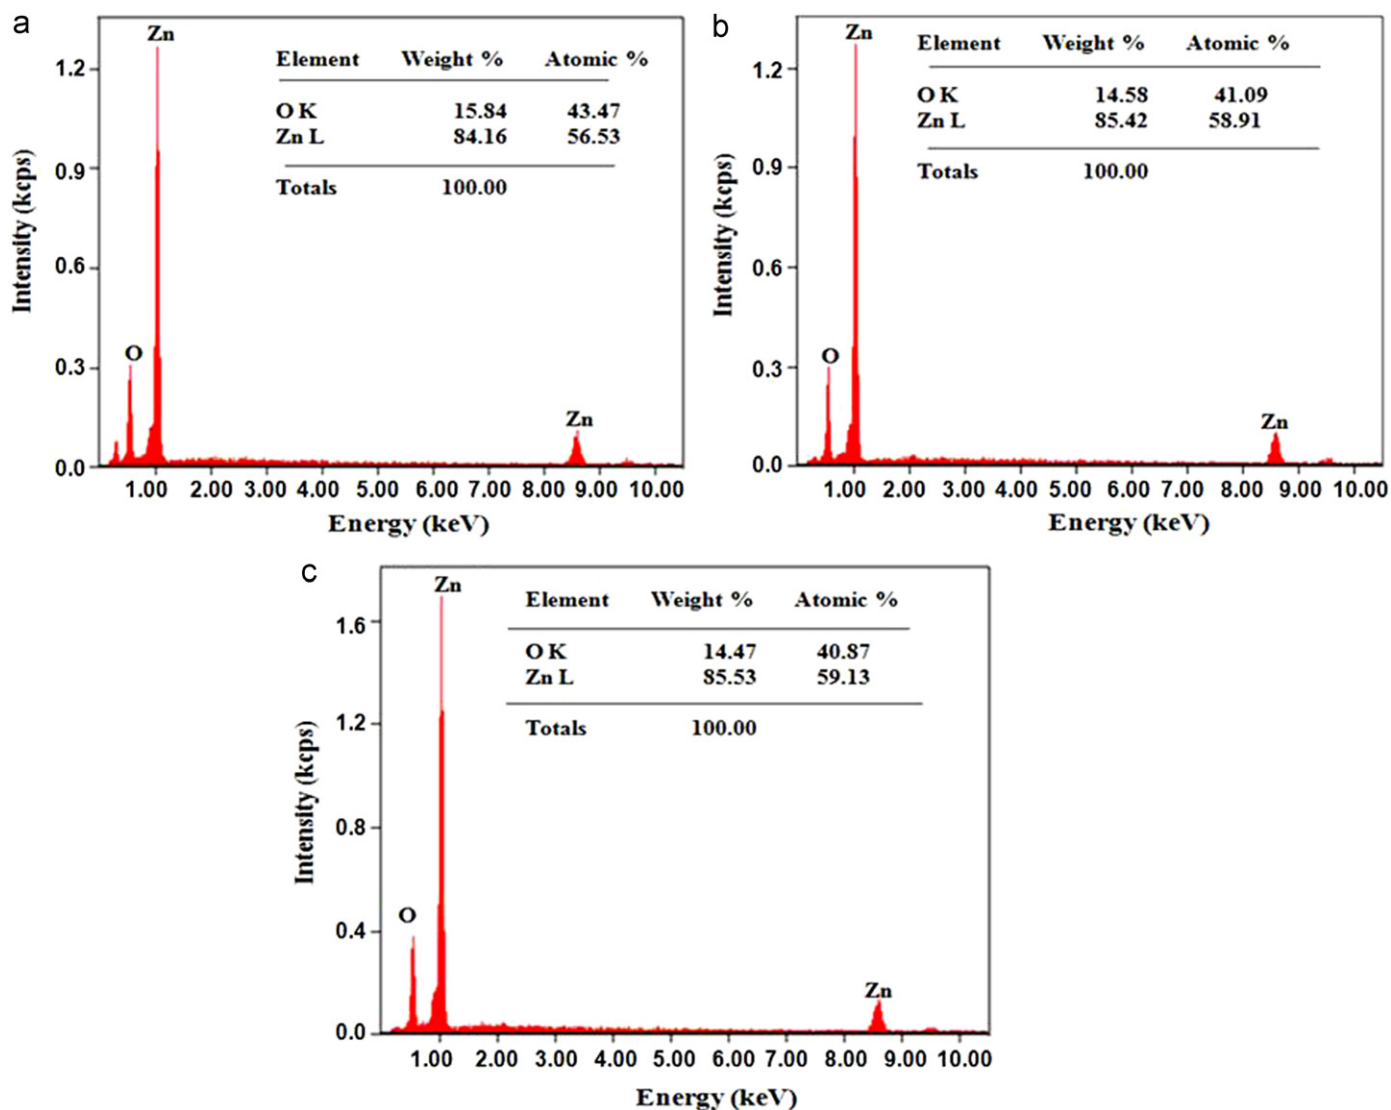 a
Zn
Element Weight % Atomic %
O K 15.84 43.47
Zn L 84.16 56.53
Totals 100.00
1.2
0.9
0.6
0.3
0.0
O
Zn
Intensity (kcps)
1.00 2.00 3.00 4.00 5.00 6.00 7.00 8.00 9.00 10.00
Energy (keV)
b
Zn
Element Weight % Atomic %
O K 14.58 41.09
Zn L 85.42 58.91
Totals 100.00
1.2
0.9
0.6
0.3
0.0
O
Zn
Intensity (kcps)
1.00 2.00 3.00 4.00 5.00 6.00 7.00 8.00 9.00 10.00
Energy (keV)
c
Zn
Element Weight % Atomic %
O K 14.47 40.87
Zn L 85.53 59.13
Totals 100.00
1.6
1.2
0.8
0.4
0.0
O
Zn
Intensity (kcps)
1.00 2.00 3.00 4.00 5.00 6.00 7.00 8.00 9.00 10.00
Energy (keV)